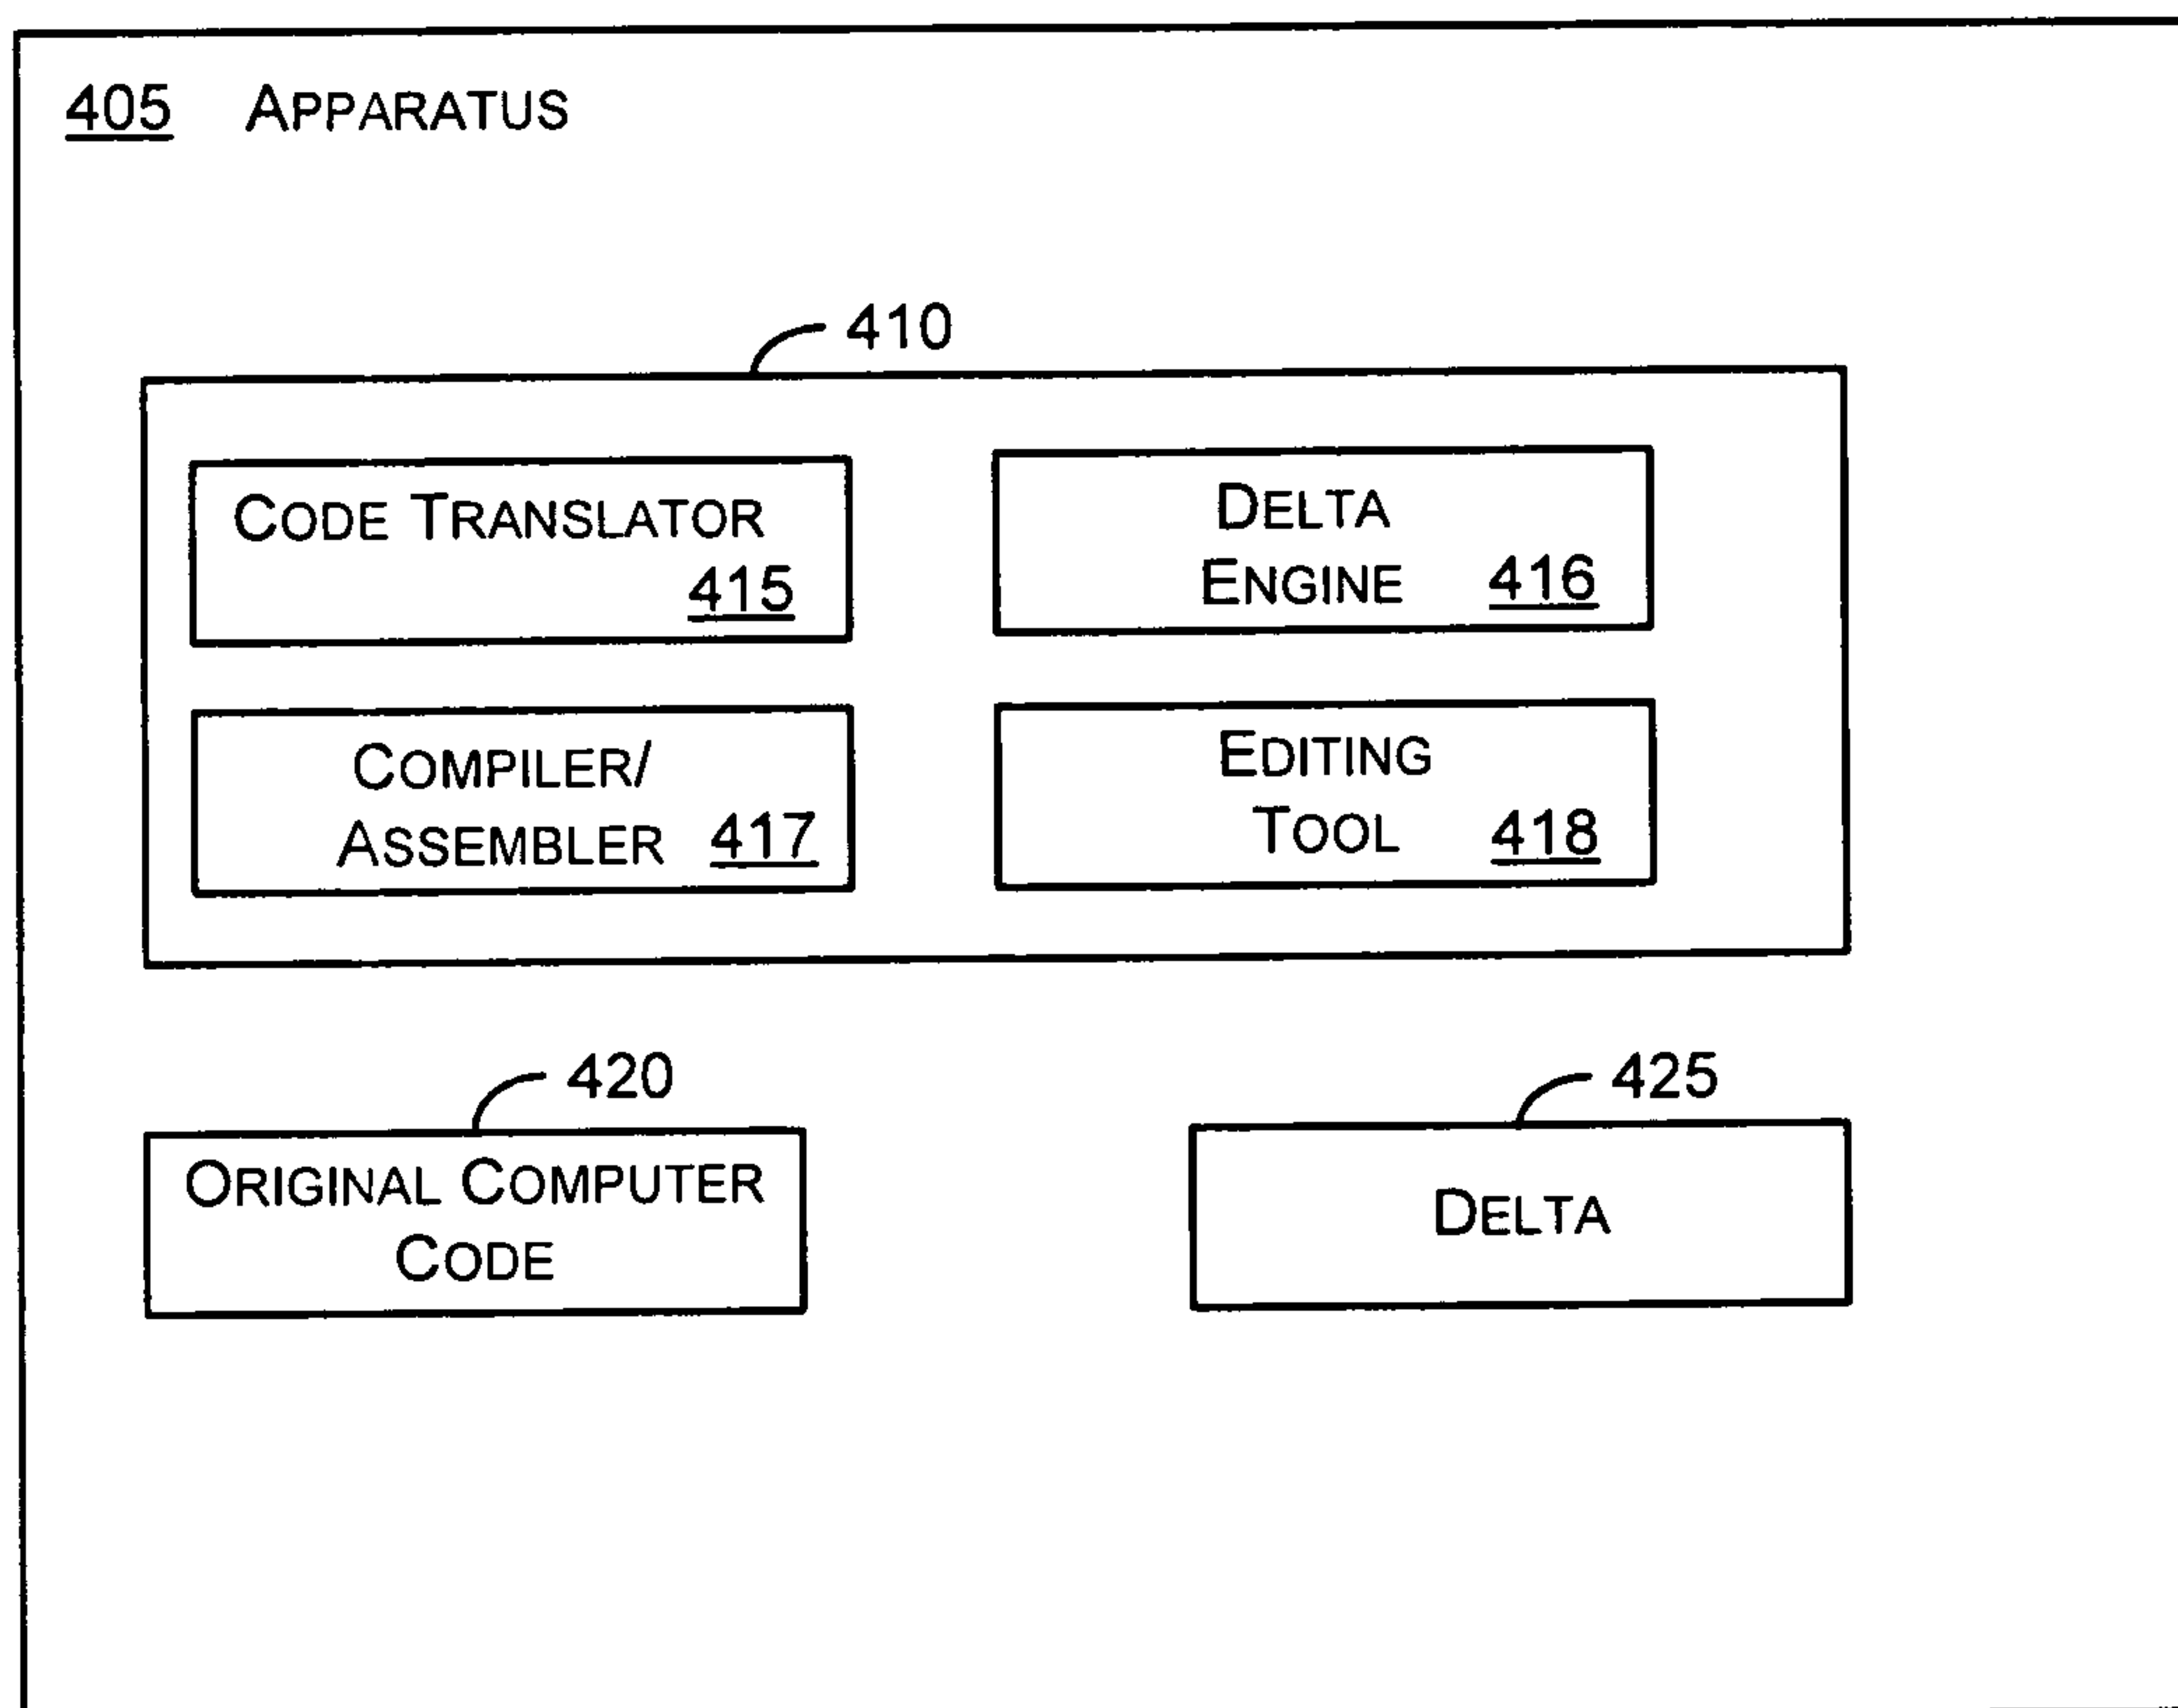 405 APPARATUS
410
CODE TRANSLATOR
415
DELTA
ENGINE 416
COMPILER/
ASSEMBLER 417
EDITING
TOOL 418
420
ORIGINAL COMPUTER
CODE
425
DELTA